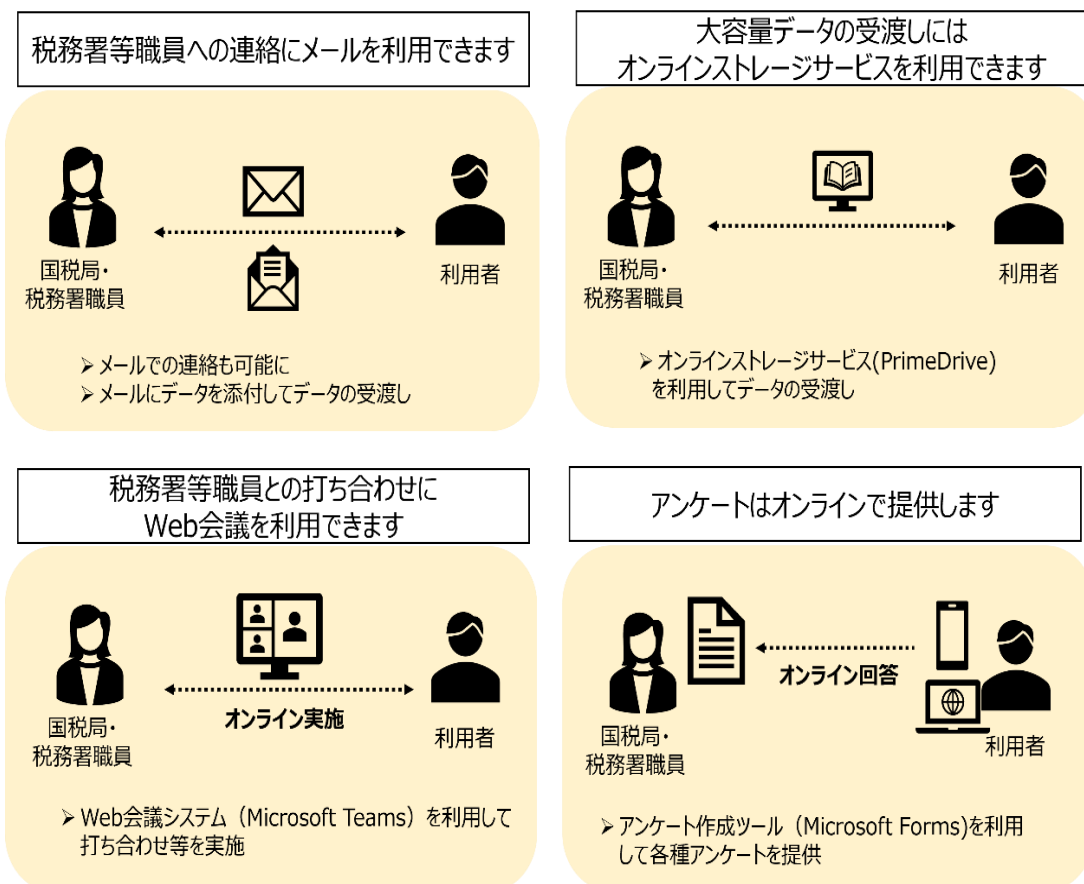 税務署等職員への連絡にメールを利用できます
国税局・
税務署職員
利用者
➢メールでの連絡も可能に
➢メールにデータを添付してデータの受渡し
大容量データの受渡しには
オンラインストレージサービスを利用できます
国税局・
税務署職員
利用者
➢オンラインストレージサービス(PrimeDrive)
を利用してデータの受渡し
税務署等職員との打ち合わせに
Web会議を利用できます
オンライン実施
国税局・
税務署職員
利用者
➢Web会議システム（Microsoft Teams）を利用して
打ち合わせ等を実施
アンケートはオンラインで提供します
オンライン回答
国税局・
税務署職員
利用者
➢アンケート作成ツール（Microsoft Forms)を利用
して各種アンケートを提供